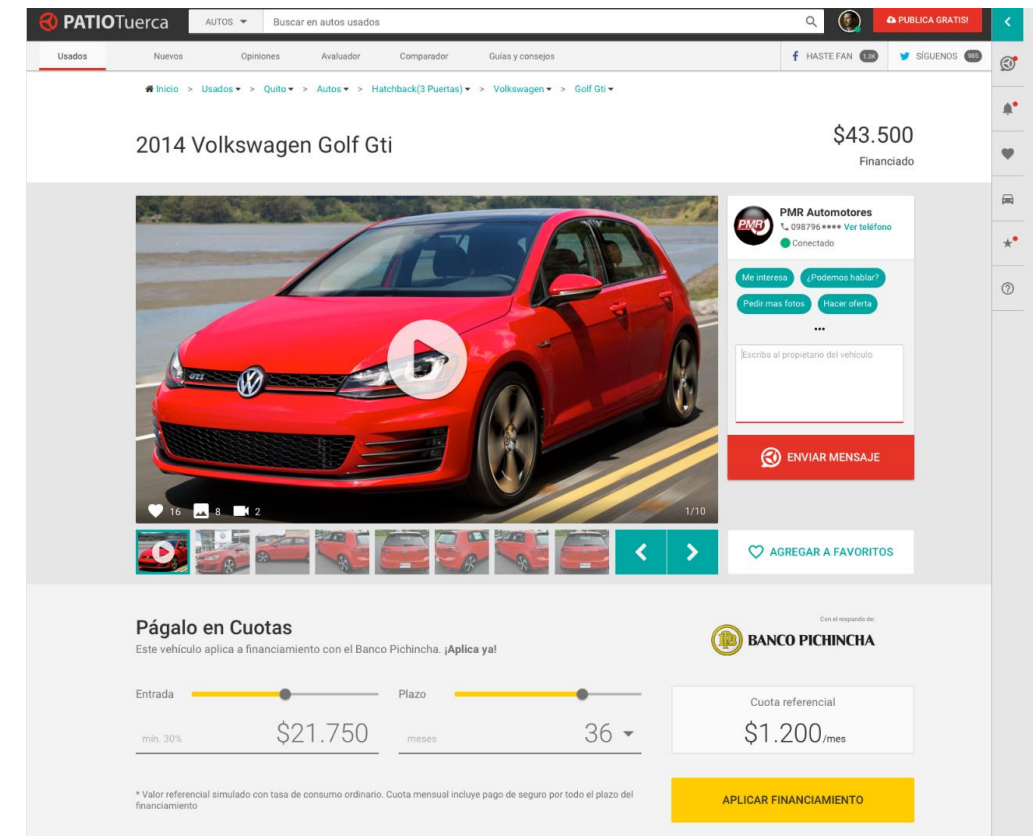 PATIOTuerca
AUTOS
Buscar en autos usados
PUBLICA GRATIS!
Usados
Nuevos
Opiniones
Avaluador
Comparador
Guías y consejos
HASTE FAN 1.3K
SÍGUENOS 985
Inicio > Usados > Quito > Autos > Hatchback(3 Puertas) > Volkswagen > Golf Gti
2014 Volkswagen Golf Gti
$43.500
Financiado
PMR
PMR Automotores
098796•••• Ver teléfono
Conectado
Me interesa
¿Podemos hablar?
Pedir mas fotos
Hacer oferta
•••
Escriba al propietario del vehículo
ENVIAR MENSAJE
GTI
16
8
2
1/10
AGREGAR A FAVORITOS
Págalo en Cuotas
Este vehículo aplica a financiamiento con el Banco Pichincha. ¡Aplica ya!
Con el respando de:
BANCO PICHINCHA
Entrada
Plazo
mín. 30%
$21.750
meses
36
Cuota referencial
$1.200/mes
* Valor referencial simulado con tasa de consumo ordinario. Cuota mensual incluye pago de seguro por todo el plazo del
financiamiento
APLICAR FINANCIAMIENTO